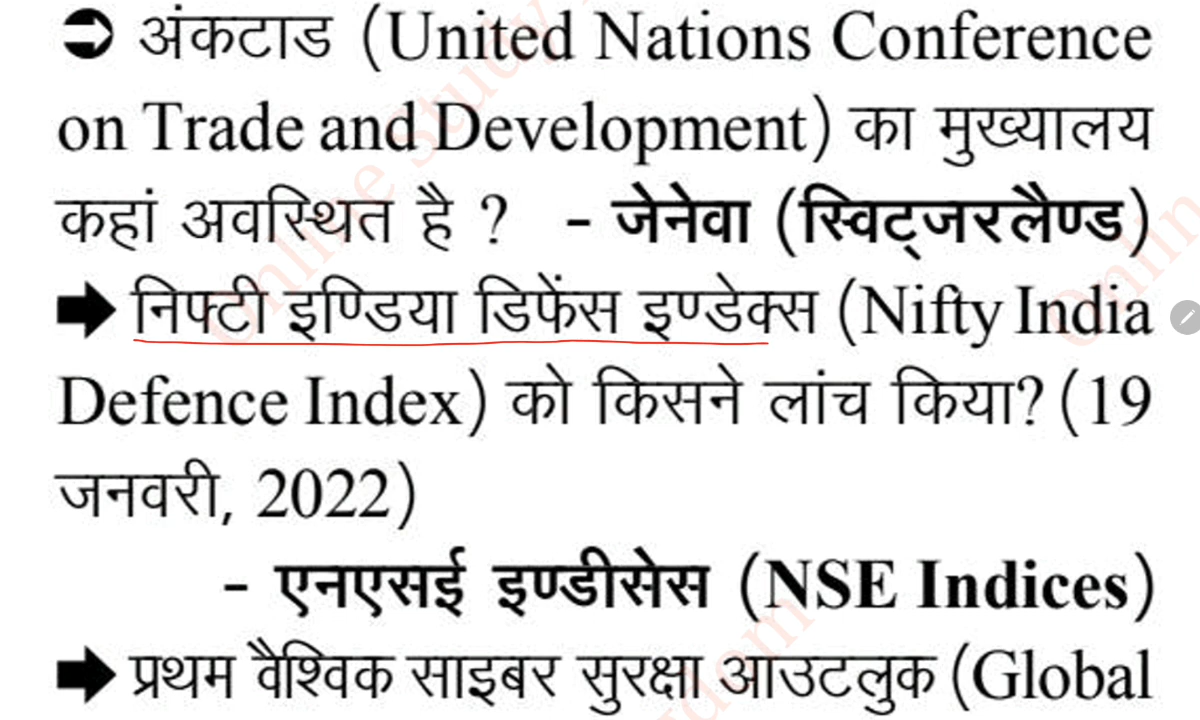 ➲ अंकटाड (United Nations Conference
on Trade and Development) का मुख्यालय
कहां अवस्थित है ? - जेनेवा (स्विट्जरलैण्ड)
➡ निफ्टी इण्डिया डिफेंस इण्डेक्स (Nifty India
Defence Index) को किसने लांच किया? (19
जनवरी, 2022)
- एनएसई इण्डीसेस (NSE Indices)
➡ प्रथम वैश्विक साइबर सुरक्षा आउटलुक (Global